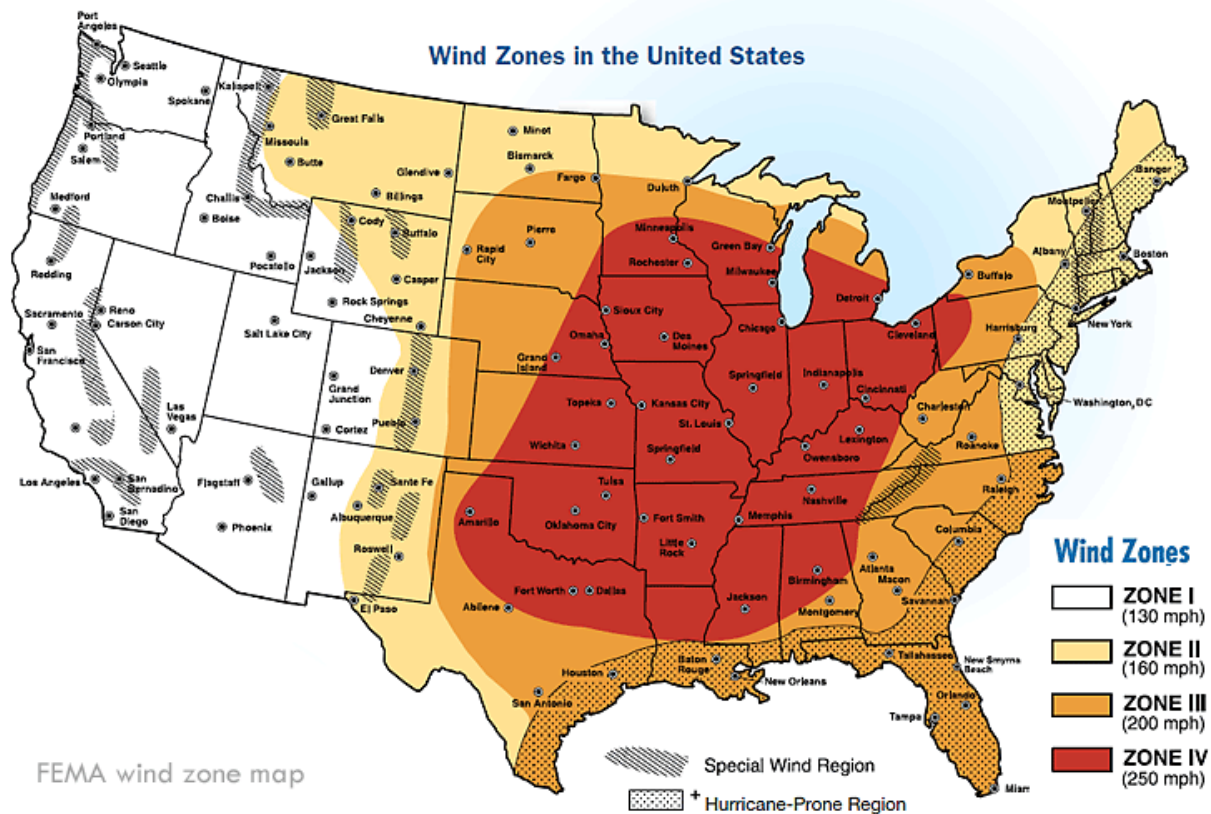 Wind Zones in the United States
Port
Angeles
Seattle
Olympia
Spokane
Kalispell
Great Falls
Missoula
Butte
Glendive
Billings
Minot
Bismarck
Fargo
Duluth
Portland
Salem
Medford
Challis
Boise
Pocatello
Jackson
Cody
Buffalo
Casper
Rock Springs
Cheyenne
Rapid
City
Pierre
Minneapolis
Rochester
Green Bay
Milwaukee
Detroit
Buffalo
Albany
Montpelier
Bangor
Boston
New York
Redding
Sacramento
San
Francisco
Reno
Carson City
Salt Lake City
Grand
Junction
Cortez
Denver
Pueblo
Sioux City
Omaha
Grand
Island
Des
Moines
Chicago
Cleveland
Harrisburg
Washington, DC
Springfield
Indianapolis
Cincinnati
Charleston
Roanoke
Las
Vegas
Topeka
Kansas City
St. Louis
Wichita
Springfield
Lexington
Owensboro
Los Angeles
San
Bernadino
San
Diego
Flagstaff
Phoenix
Gallup
Sante Fe
Albuquerque
Roswell
El Paso
Amarillo
Tulsa
Oklahoma City
Fort Smith
Little
Rock
Memphis
Nashville
Raleigh
Columbia
Atlanta
Macon
Savannah
Birmingham
Montgomery
Jackson
Fort Worth
Dallas
Abilene
Houston
San Antonio
Baton
Rouge
New Orleans
Tallahassee
New Smyrna
Beach
Orlando
Tampa
Miam
Wind Zones
ZONE I
(130 mph)
ZONE II
(160 mph)
ZONE III
(200 mph)
ZONE IV
(250 mph)
Special Wind Region
+ Hurricane-Prone Region
FEMA wind zone map